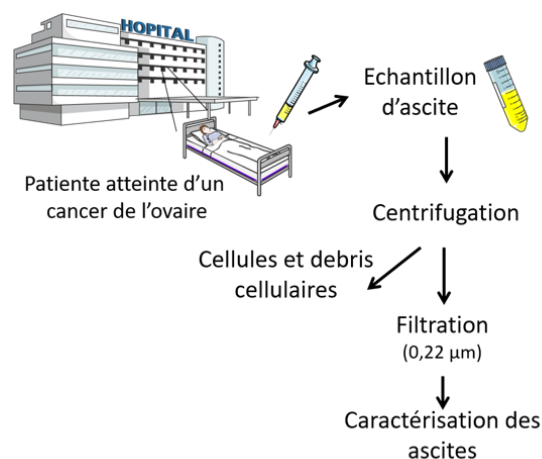 HOPITAL
Echantillon
d'ascite
Patiente atteinte d'un
cancer de l'ovaire
Centrifugation
Cellules et debris
cellulaires
Filtration
(0,22 µm)
Caractérisation des
ascites